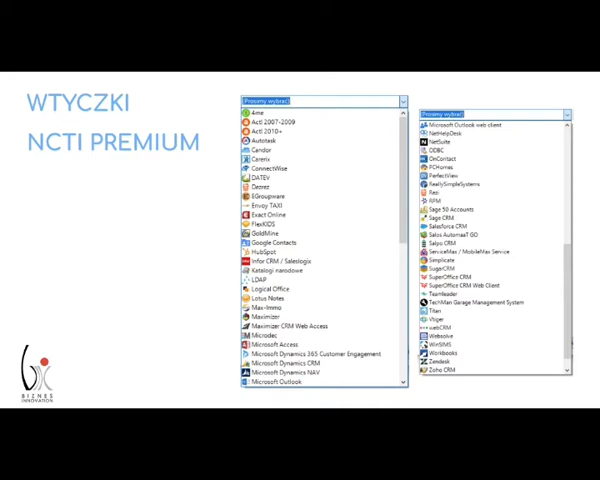 WTYCZKI
NCTI PREMIUM
[Prosimy wybrać]
4me
Act! 2007-2009
Act! 2010+
Autotask
Candor
Carerix
ConnectWise
DATEV
Dezrez
EGroupware
Envoy TAXI
Exact Online
FlexKIDS
GoldMine
Google Contacts
HubSpot
Infor CRM / Saleslogix
Katalogi narodowe
LDAP
Logical Office
Lotus Notes
Max-Immo
Maximizer
Maximizer CRM Web Access
Microdec
Microsoft Access
Microsoft Dynamics 365 Customer Engagement
Microsoft Dynamics CRM
Microsoft Dynamics NAV
Microsoft Outlook
[Prosimy wybrać]
Microsoft Outlook web client
NetHelpDesk
NetSuite
ODBC
OnContact
PCHomes
PerfectView
ReallySimpleSystems
Rezi
RPM
Sage 50 Accounts
Sage CRM
Salesforce CRM
Salos AutomaaT GO
Salpo CRM
ServiceMax / MobileMax Service
Simplicate
SugarCRM
SuperOffice CRM
SuperOffice CRM Web Client
Teamleader
TechMan Garage Management System
Titan
Vtiger
webCRM
Websolve
WinSIMS
Workbooks
Zendesk
Zoho CRM
BIZNES
INNOVATION